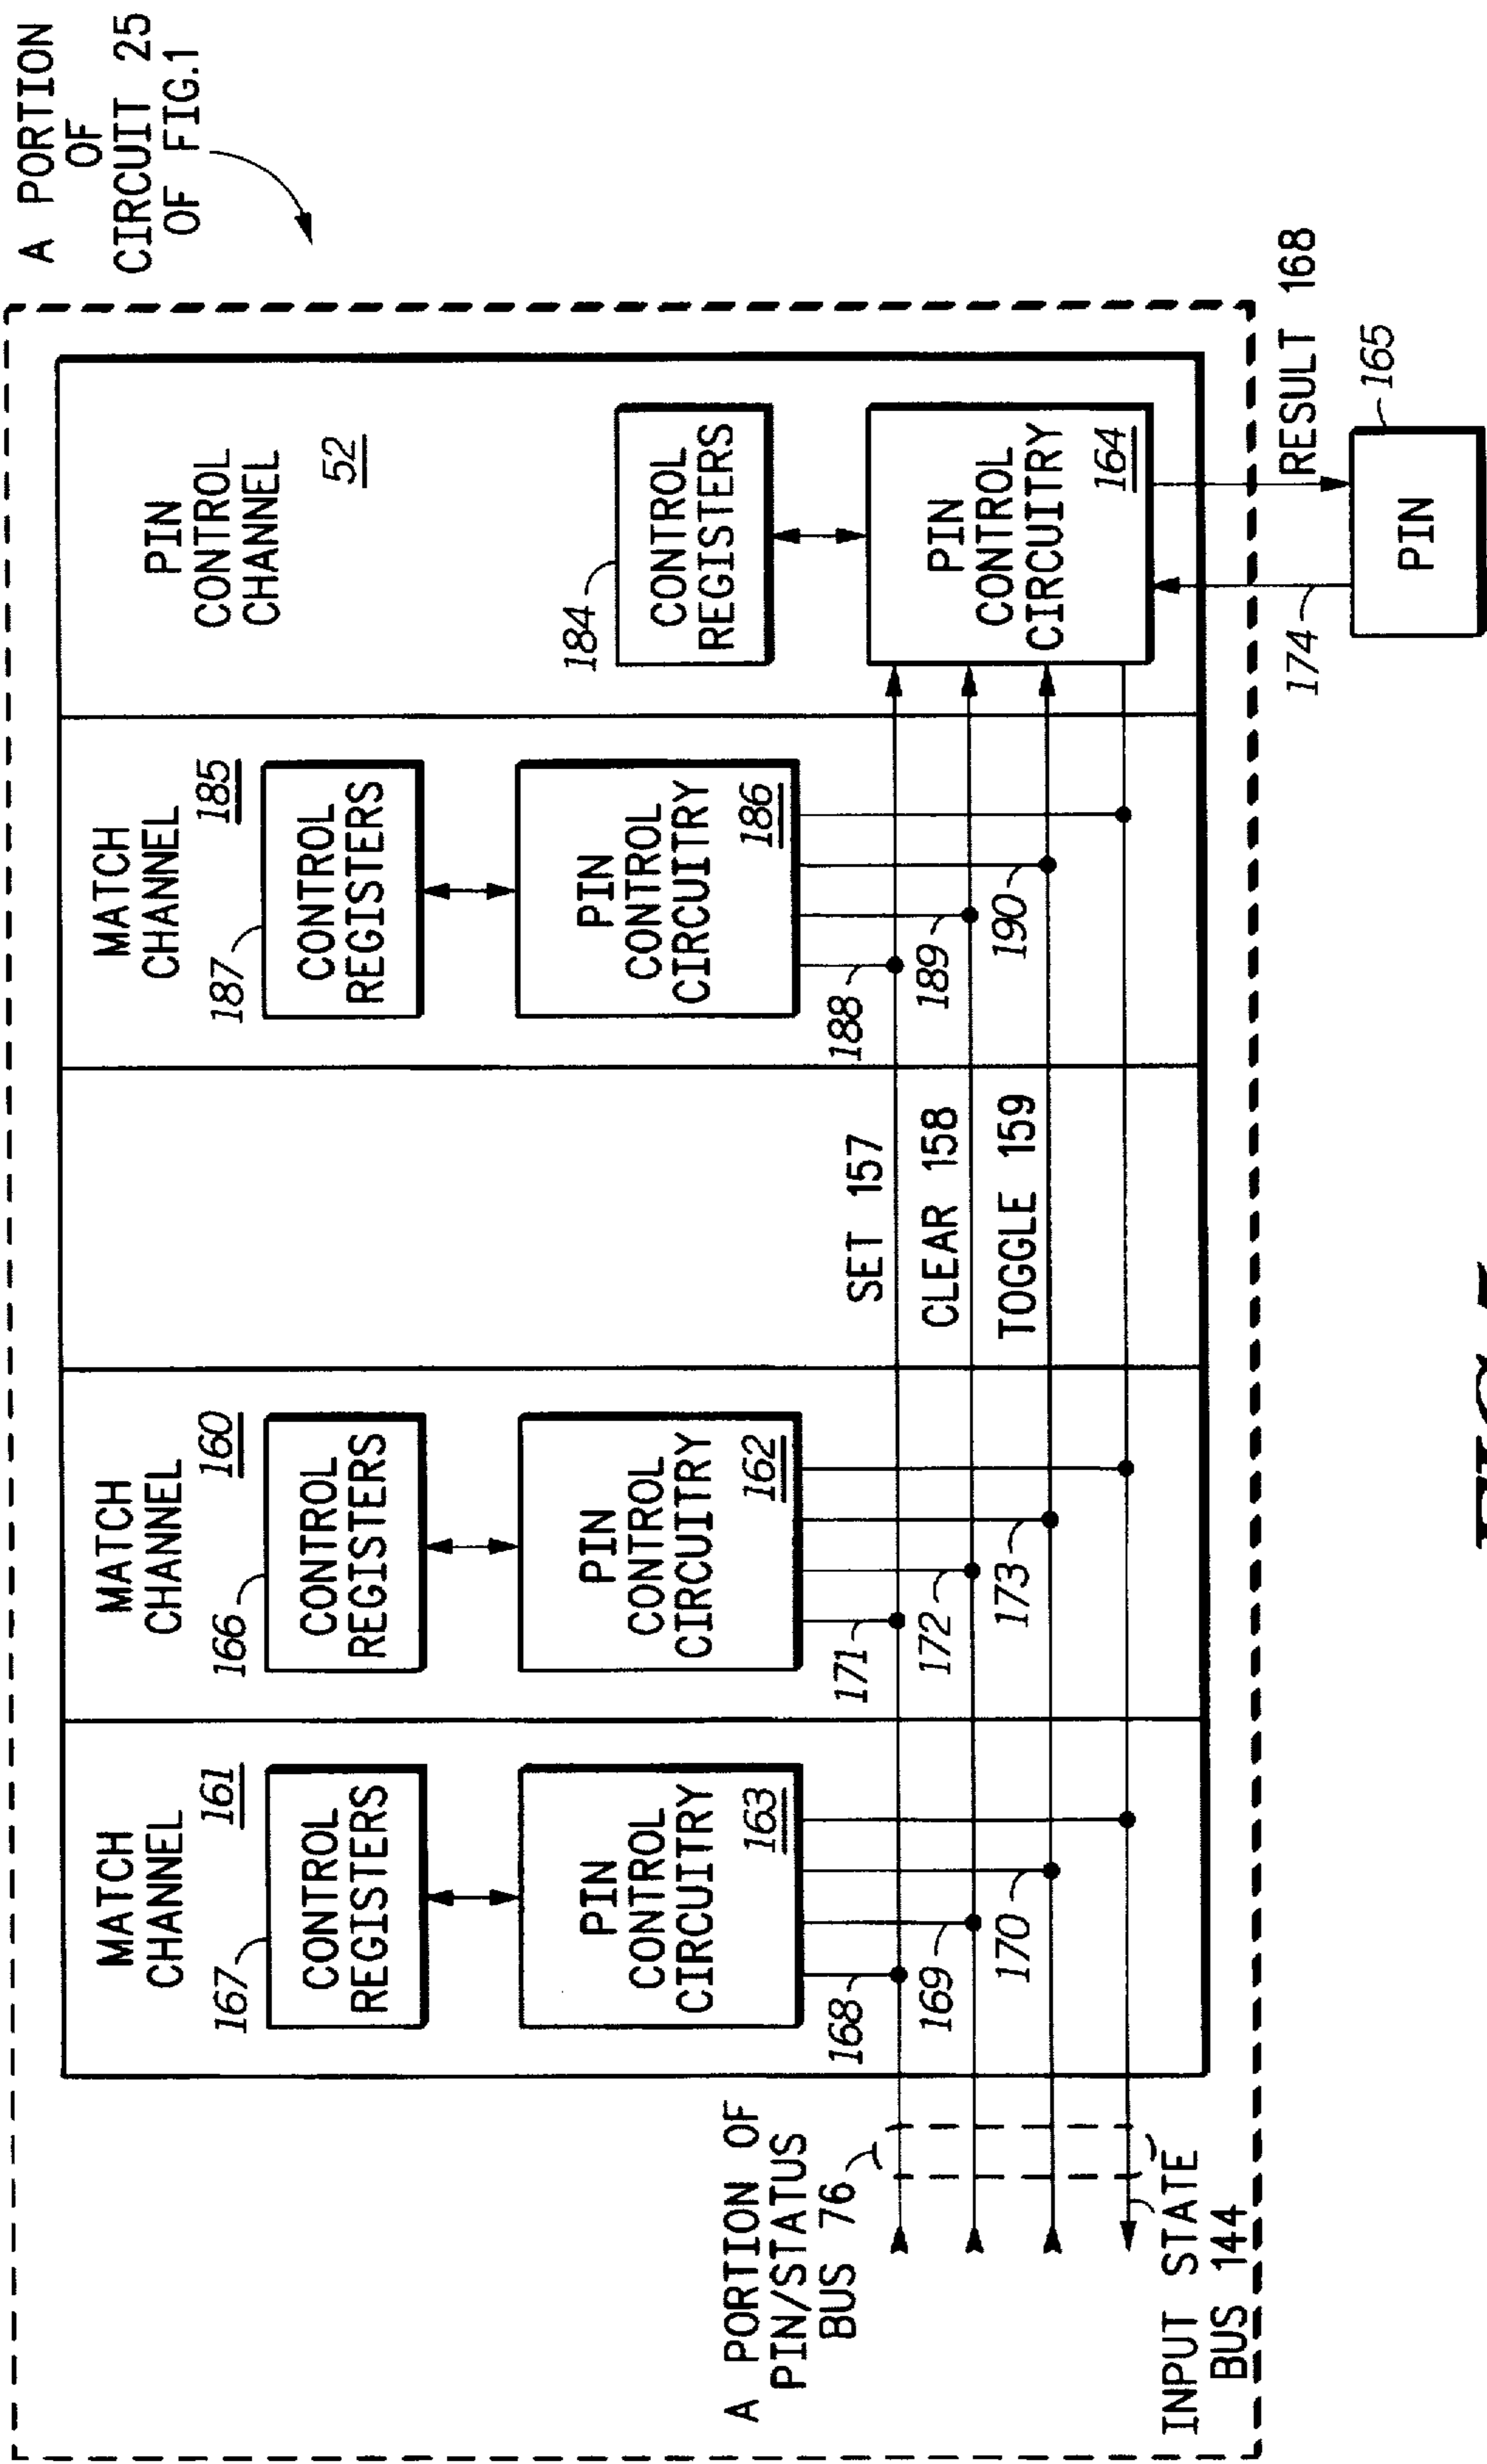 A PORTION
OF
CIRCUIT 25
OF FIG.1
MATCH
CHANNEL
161
167
CONTROL
REGISTERS
PIN
CONTROL
CIRCUITRY
163
168
169
170
MATCH
CHANNEL
160
166
CONTROL
REGISTERS
PIN
CONTROL
CIRCUITRY
162
171
172
173
SET 157
CLEAR 158
TOGGLE 159
MATCH
CHANNEL
185
187
CONTROL
REGISTERS
PIN
CONTROL
CIRCUITRY
186
188
189
190
PIN
CONTROL
CHANNEL
52
184
CONTROL
REGISTERS
PIN
CONTROL
CIRCUITRY
164
A PORTION OF
PIN/STATUS
BUS 76
INPUT STATE
BUS 144
174
RESULT 168
165
PIN